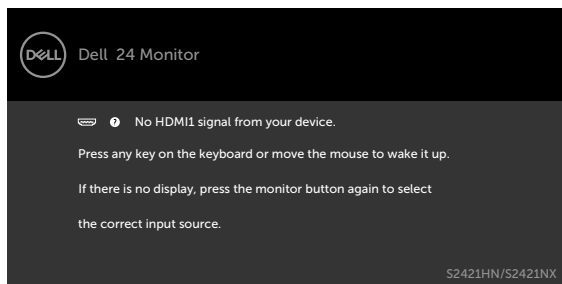 DELL
Dell 24 Monitor
? No HDMI1 signal from your device.
Press any key on the keyboard or move the mouse to wake it up.
If there is no display, press the monitor button again to select
the correct input source.
S2421HN/S2421NX